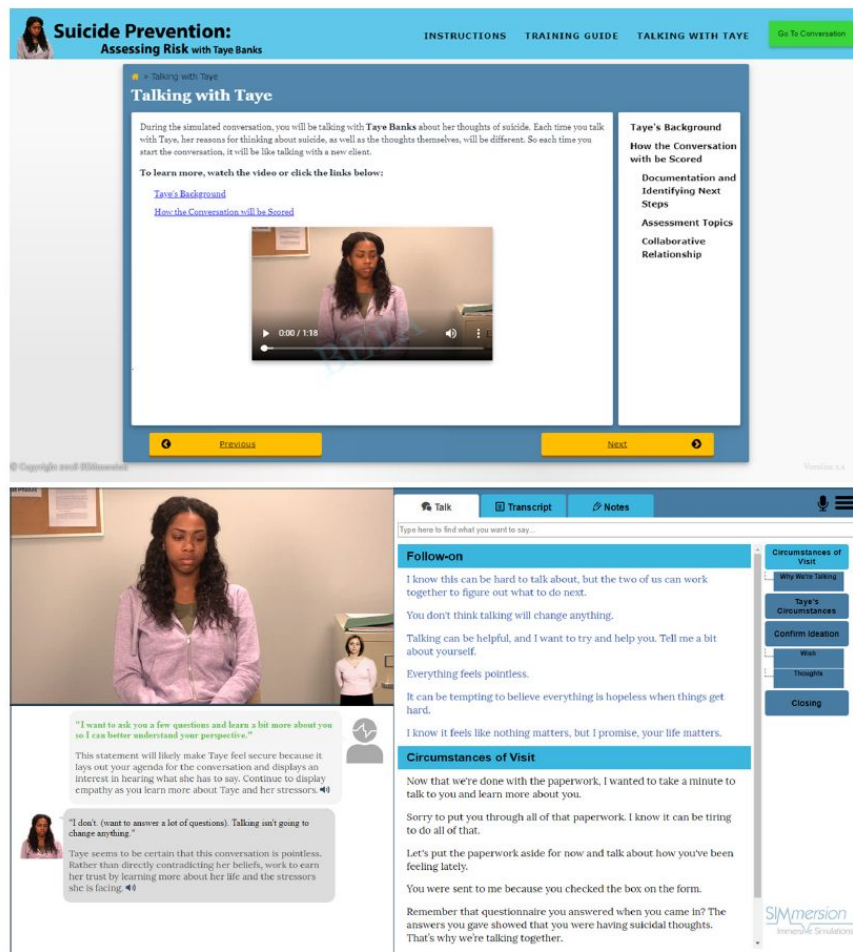 Suicide Prevention:
Assessing Risk with Taye Banks
INSTRUCTIONS
TRAINING GUIDE
TALKING WITH TAYE
Go To Conversation
» Talking with Taye
Talking with Taye
During the simulated conversation, you will be talking with Taye Banks about her thoughts of suicide. Each time you talk
with Taye, her reasons for thinking about suicide, as well as the thoughts themselves, will be different. So each time you
start the conversation, it will be like talking with a new client.
To learn more, watch the video or click the links below:
Taye's Background
How the Conversation will be Scored
0:00 / 1:18
BETA
Taye's Background
How the Conversation
with be Scored
Documentation and
Identifying Next
Steps
Assessment Topics
Collaborative
Relationship
Previous
Next
© Copyright 2018 SIMmersion
Talk
Transcript
Notes
Type here to find what you want to say...
Follow-on
I know this can be hard to talk about, but the two of us can work
together to figure out what to do next.
You don't think talking will change anything.
Talking can be helpful, and I want to try and help you. Tell me a bit
about yourself.
Everything feels pointless.
It can be tempting to believe everything is hopeless when things get
hard.
I know it feels like nothing matters, but I promise, your life matters.
Circumstances of Visit
Now that we're done with the paperwork, I wanted to take a minute to
talk to you and learn more about you.
Sorry to put you through all of that paperwork. I know it can be tiring
to do all of that.
Let's put the paperwork aside for now and talk about how you've been
feeling lately.
You were sent to me because you checked the box on the form.
Remember that questionnaire you answered when you came in? The
answers you gave showed that you were having suicidal thoughts.
That's why we're talking together.
Circumstances of
Visit
Why We're Talking
Taye's
Circumstances
Confirm Ideation
Wish
Thoughts
Closing
"I want to ask you a few questions and learn a bit more about you
so I can better understand your perspective."
This statement will likely make Taye feel secure because it
lays out your agenda for the conversation and displays an
interest in hearing what she has to say. Continue to display
empathy as you learn more about Taye and her stressors.
"I don't. (want to answer a lot of questions). Talking isn't going to
change anything."
Taye seems to be certain that this conversation is pointless.
Rather than directly contradicting her beliefs, work to earn
her trust by learning more about her life and the stressors
she is facing.
SIMmersion
Immersive Simulations